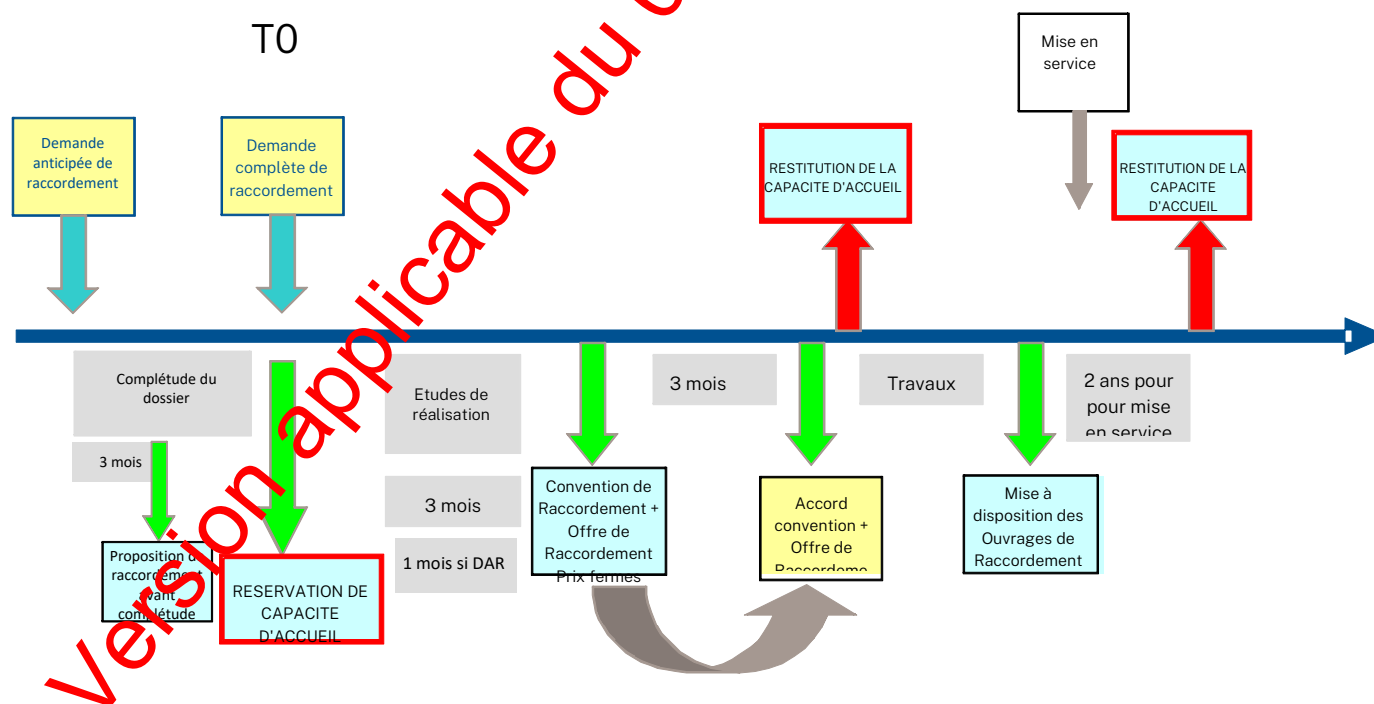 T0
Mise en
service
Demande
anticipée de
raccordement
Demande
complète de
raccordement
RESTITUTION DE LA
CAPACITE D'ACCUEIL
RESTITUTION DE LA
CAPACITE
D'ACCUEIL
Complétude du
dossier
Etudes de
réalisation
3 mois
Travaux
2 ans pour
pour mise
en service
3 mois
3 mois
1 mois si DAR
Proposition d
raccordement
avant
complétude
RESERVATION DE
CAPACITE
D'ACCUEIL
Convention de
Raccordement +
Offre de
Raccordement
Prix fermes
Accord
convention +
Offre de
Raccordeme
Mise à
disposition des
Ouvrages de
Raccordement
Version applicable du